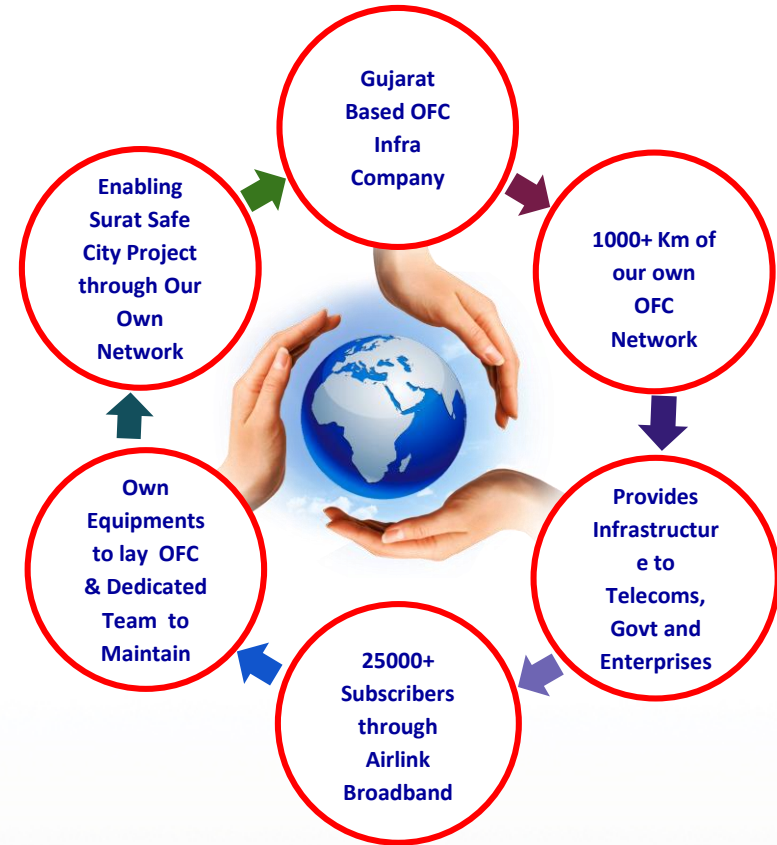 Gujarat
Based OFC
Infra
Company
1000+ Km of
our own
OFC
Network
Provides
Infrastructur
e to
Telecoms,
Govt and
Enterprises
25000+
Subscribers
through
Airlink
Broadband
Own
Equipments
to lay OFC
& Dedicated
Team to
Maintain
Enabling
Surat Safe
City Project
through Our
Own
Network